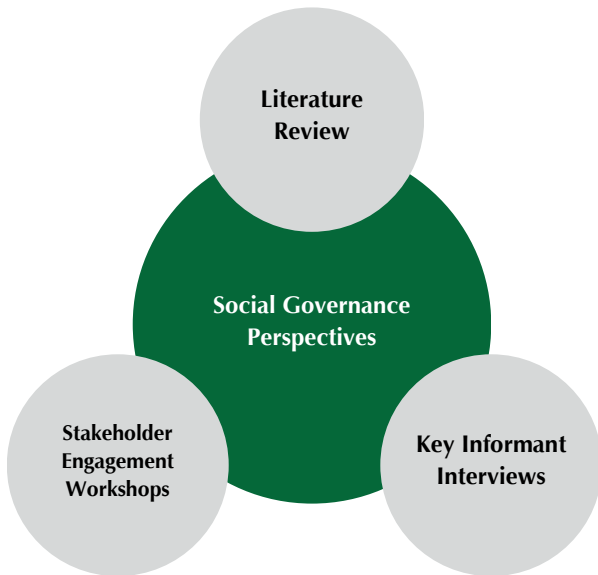 Literature
Review
Social Governance
Perspectives
Stakeholder
Engagement
Workshops
Key Informant
Interviews